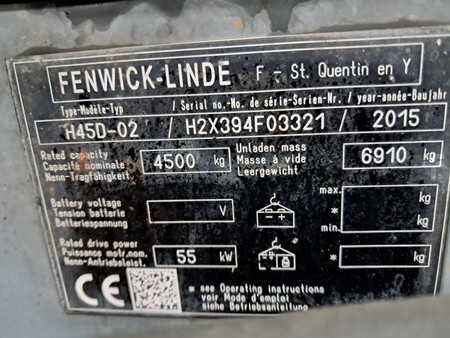 FENWICK-LINDE F - St. Quentin en Y
Type-Modèle-Typ / Serial no.-No. de série-Serien-Nr. / year-année-Baujahr
H45D-02 / H2X394F03321 / 2015
Rated capacity
Capacité nominale
Nenn-Tragfähigkeit
4500 kg
Unladen mass
Masse à vide
Leergewicht
6910 kg
Battery voltage
Tension batterie
Batteriespannung
V
- +
max.
*
min.
kg
kg
Rated drive power
Puissance motr.nom.
Nenn-Antriebsleist.
55 kW
* kg
CE
* see Operating instructions
voir Mode d'emploi
siehe Betriebsanleitung